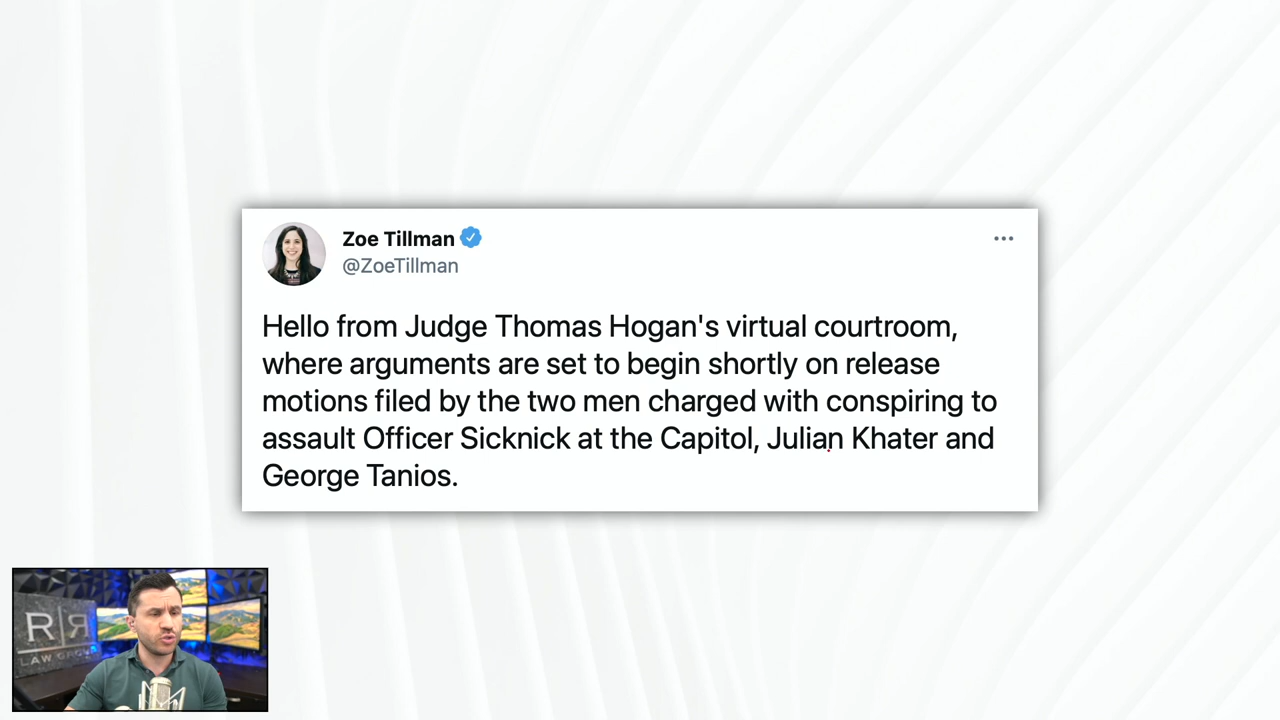 Zoe Tillman
@ZoeTillman
Hello from Judge Thomas Hogan's virtual courtroom,
where arguments are set to begin shortly on release
motions filed by the two men charged with conspiring to
assault Officer Sicknick at the Capitol, Julian Khater and
George Tanios.
R|R
LAW GROUP